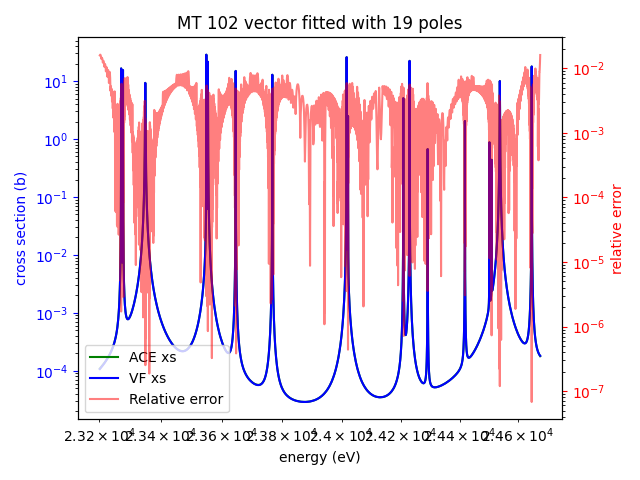 MT 102 vector fitted with 19 poles
cross section (b)
10¹
10⁰
10⁻¹
10⁻²
10⁻³
10⁻⁴
10⁻²
10⁻³
10⁻⁴
10⁻⁵
10⁻⁶
10⁻⁷
relative error
ACE xs
VF xs
Relative error
2.32 × 10⁴ 2.34 × 10⁴ 2.36 × 10⁴ 2.38 × 10⁴ 2.4 × 10⁴ 2.42 × 10⁴ 2.44 × 10⁴ 2.46 × 10⁴
energy (eV)